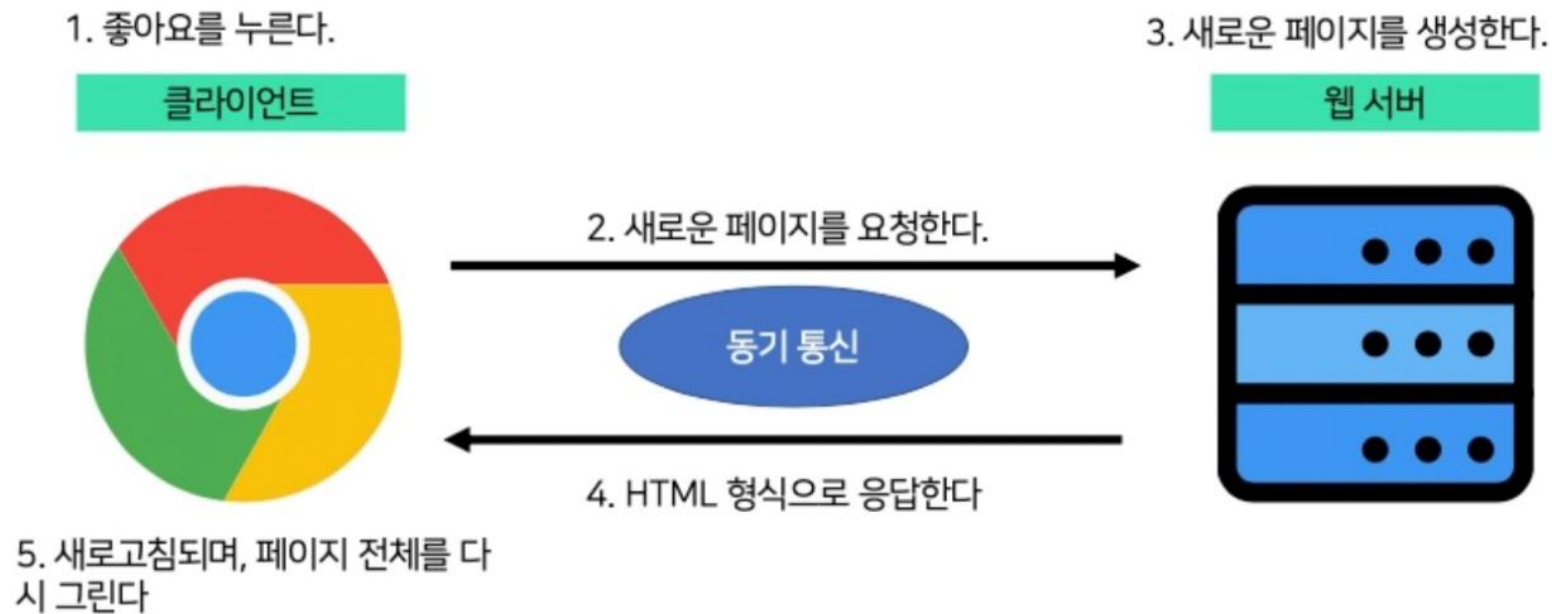 1. 좋아요를 누른다.
클라이언트
3. 새로운 페이지를 생성한다.
웹 서버
2. 새로운 페이지를 요청한다.
동기 통신
4. HTML 형식으로 응답한다
5. 새로고침되며, 페이지 전체를 다
시 그린다